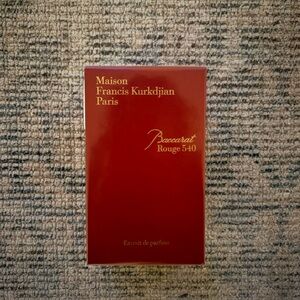 Maison
Francis Kurkdjian
Paris
Baccarat
Rouge 540
Extrait de parfum